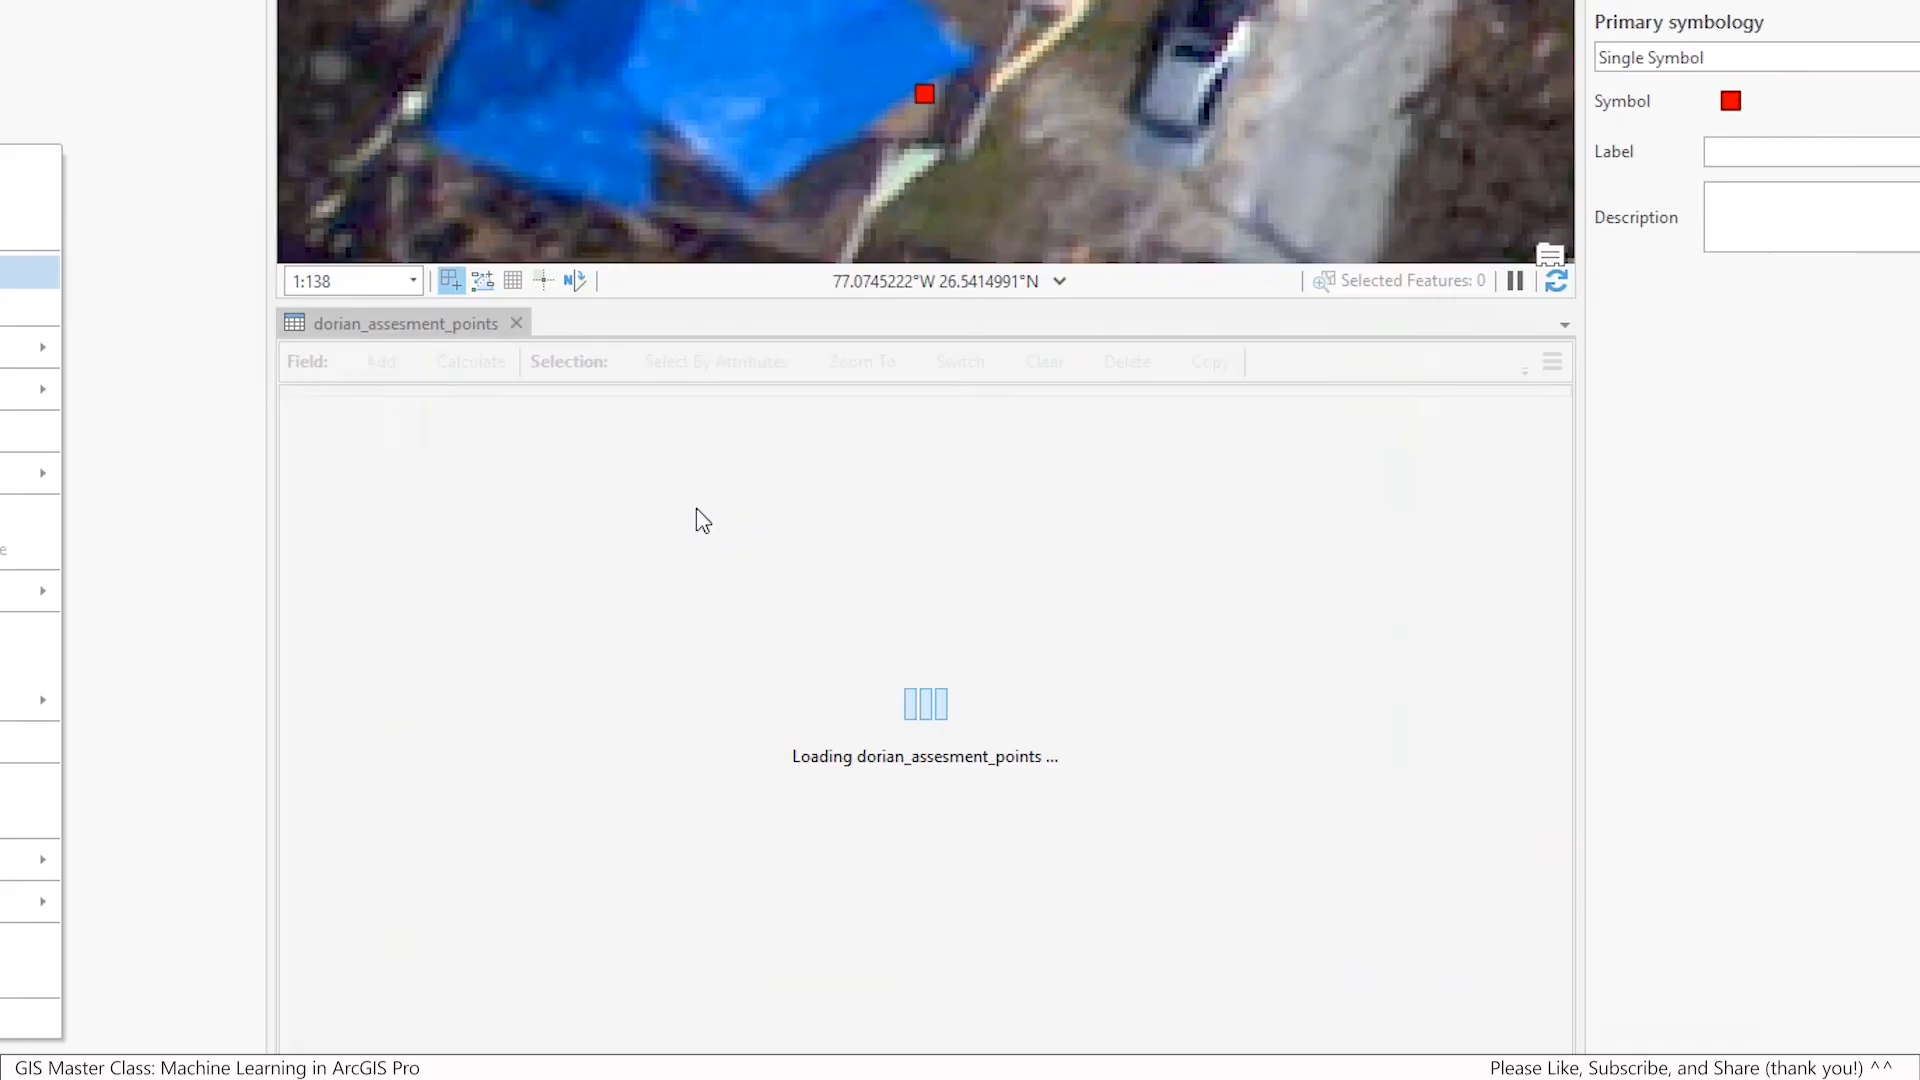 Primary symbology
Single Symbol
Symbol
Label
Description
1:138
77.0745222°W 26.5414991°N
Selected Features: 0
dorian_assesment_points
Field: Add Calculate Selection: Select By Attributes Zoom To Switch Clear Delete Copy
e
Loading dorian_assesment_points ...
GIS Master Class: Machine Learning in ArcGIS Pro
Please Like, Subscribe, and Share (thank you!) ^^